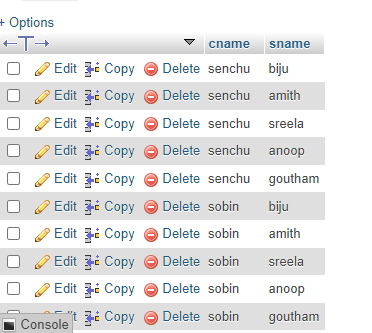 + Options
cname sname
Edit Copy Delete senchu biju
Edit Copy Delete senchu amith
Edit Copy Delete senchu sreela
Edit Copy Delete senchu anoop
Edit Copy Delete senchu goutham
Edit Copy Delete sobin biju
Edit Copy Delete sobin amith
Edit Copy Delete sobin sreela
Edit Copy Delete sobin anoop
Edit Copy Delete sobin goutham
Console